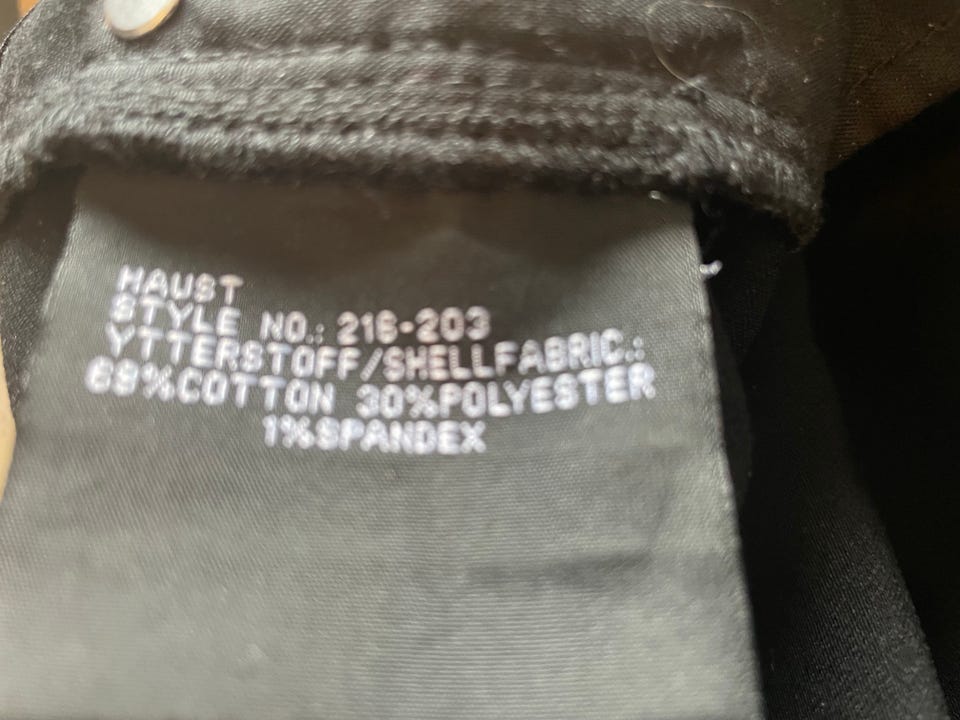 HAUST
STYLE NO.: 216-203
YTTERSTOFF/SHELLFABRIC.:
69%COTTON 30%POLYESTER
1%SPANDEX